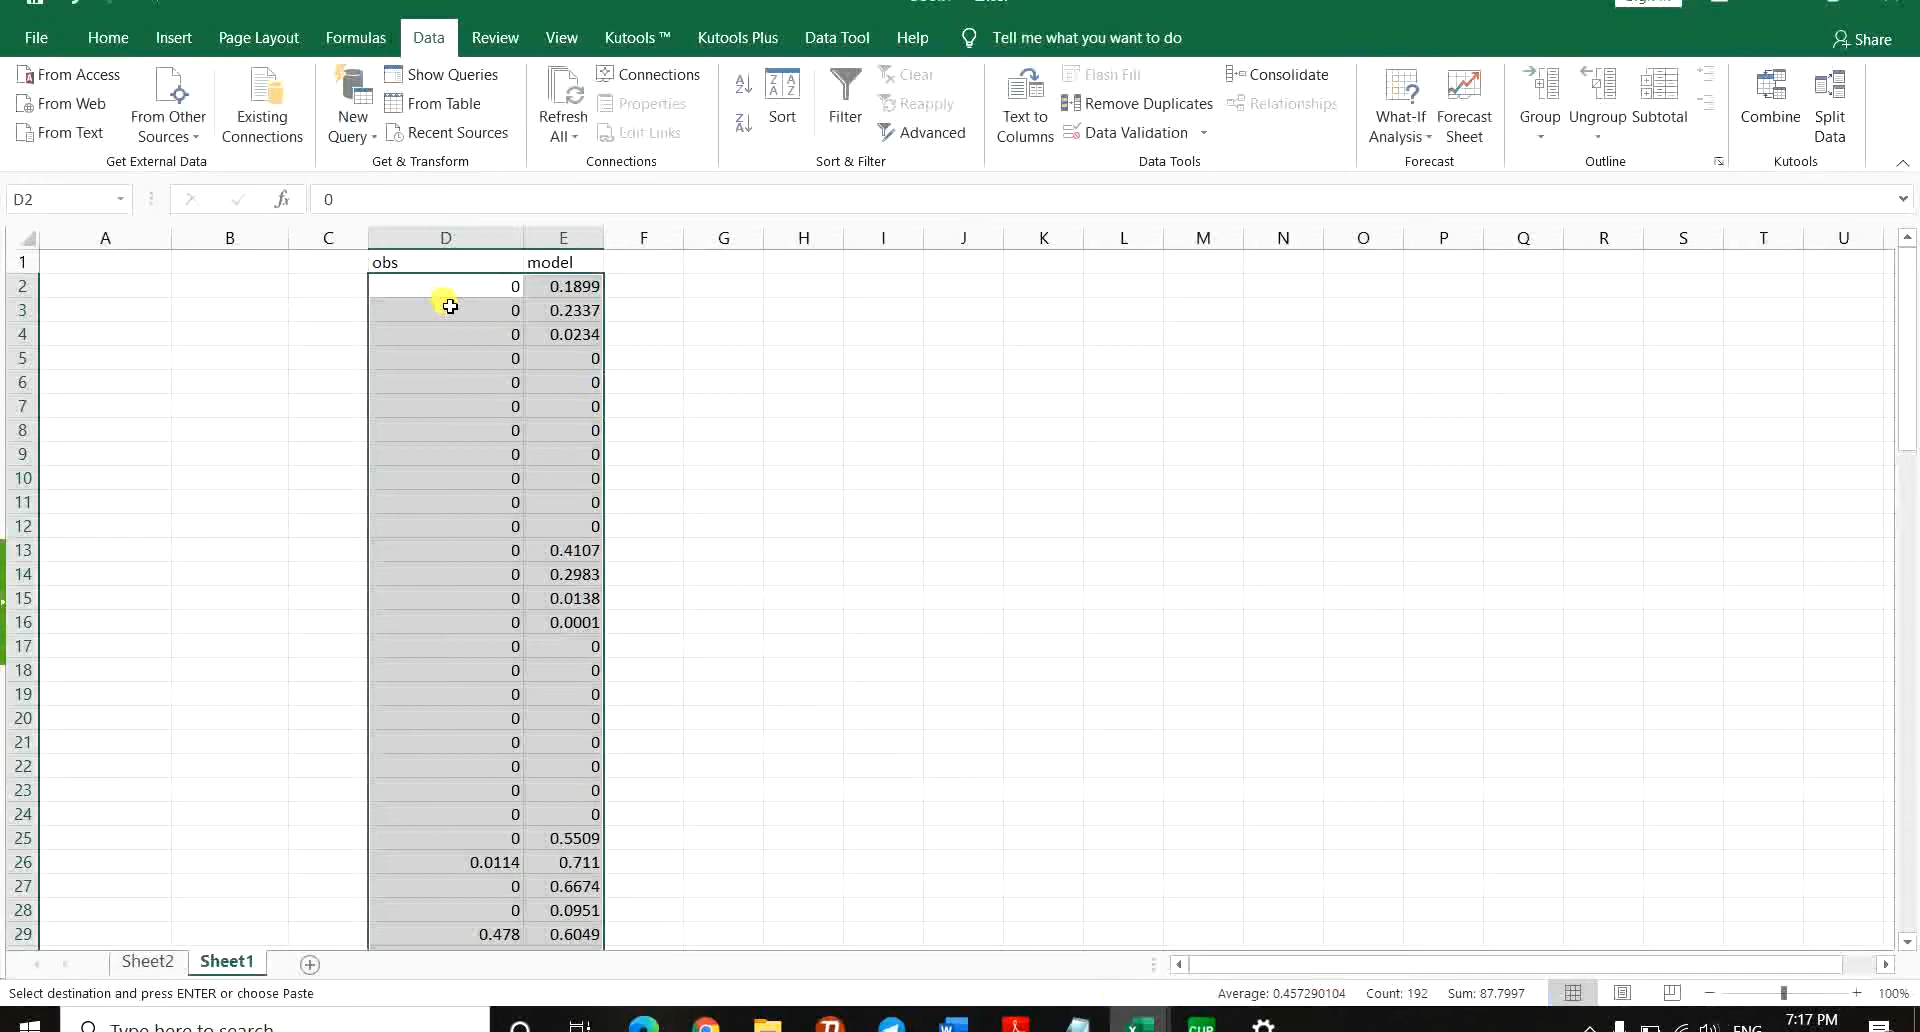 File Home Insert Page Layout Formulas Data Review View Kutools ™ Kutools Plus Data Tool Help Tell me what you want to do Share
From Access
From Web
From Text
From Other Sources
Existing Connections
Get External Data
New Query
Show Queries
From Table
Recent Sources
Get & Transform
Refresh All
Connections
Properties
Edit Links
Connections
Sort
Filter
Clear
Reapply
Advanced
Sort & Filter
Text to Columns
Flash Fill
Remove Duplicates
Data Validation
Consolidate
Relationships
Data Tools
What-If Analysis
Forecast Sheet
Forecast
Group
Ungroup
Subtotal
Outline
Combine
Split Data
Kutools
D2 fx 0
A B C D E F G H I J K L M N O P Q R S T U
1 obs model
2 0 0.1899
3 0 0.2337
4 0 0.0234
5 0 0
6 0 0
7 0 0
8 0 0
9 0 0
10 0 0
11 0 0
12 0 0
13 0 0.4107
14 0 0.2983
15 0 0.0138
16 0 0.0001
17 0 0
18 0 0
19 0 0
20 0 0
21 0 0
22 0 0
23 0 0
24 0 0
25 0 0.5509
26 0.0114 0.711
27 0 0.6674
28 0 0.0951
29 0.478 0.6049
Sheet2 Sheet1
Select destination and press ENTER or choose Paste Average: 0.457290104 Count: 192 Sum: 87.7997 100%
Type here to search ENG 7:17 PM